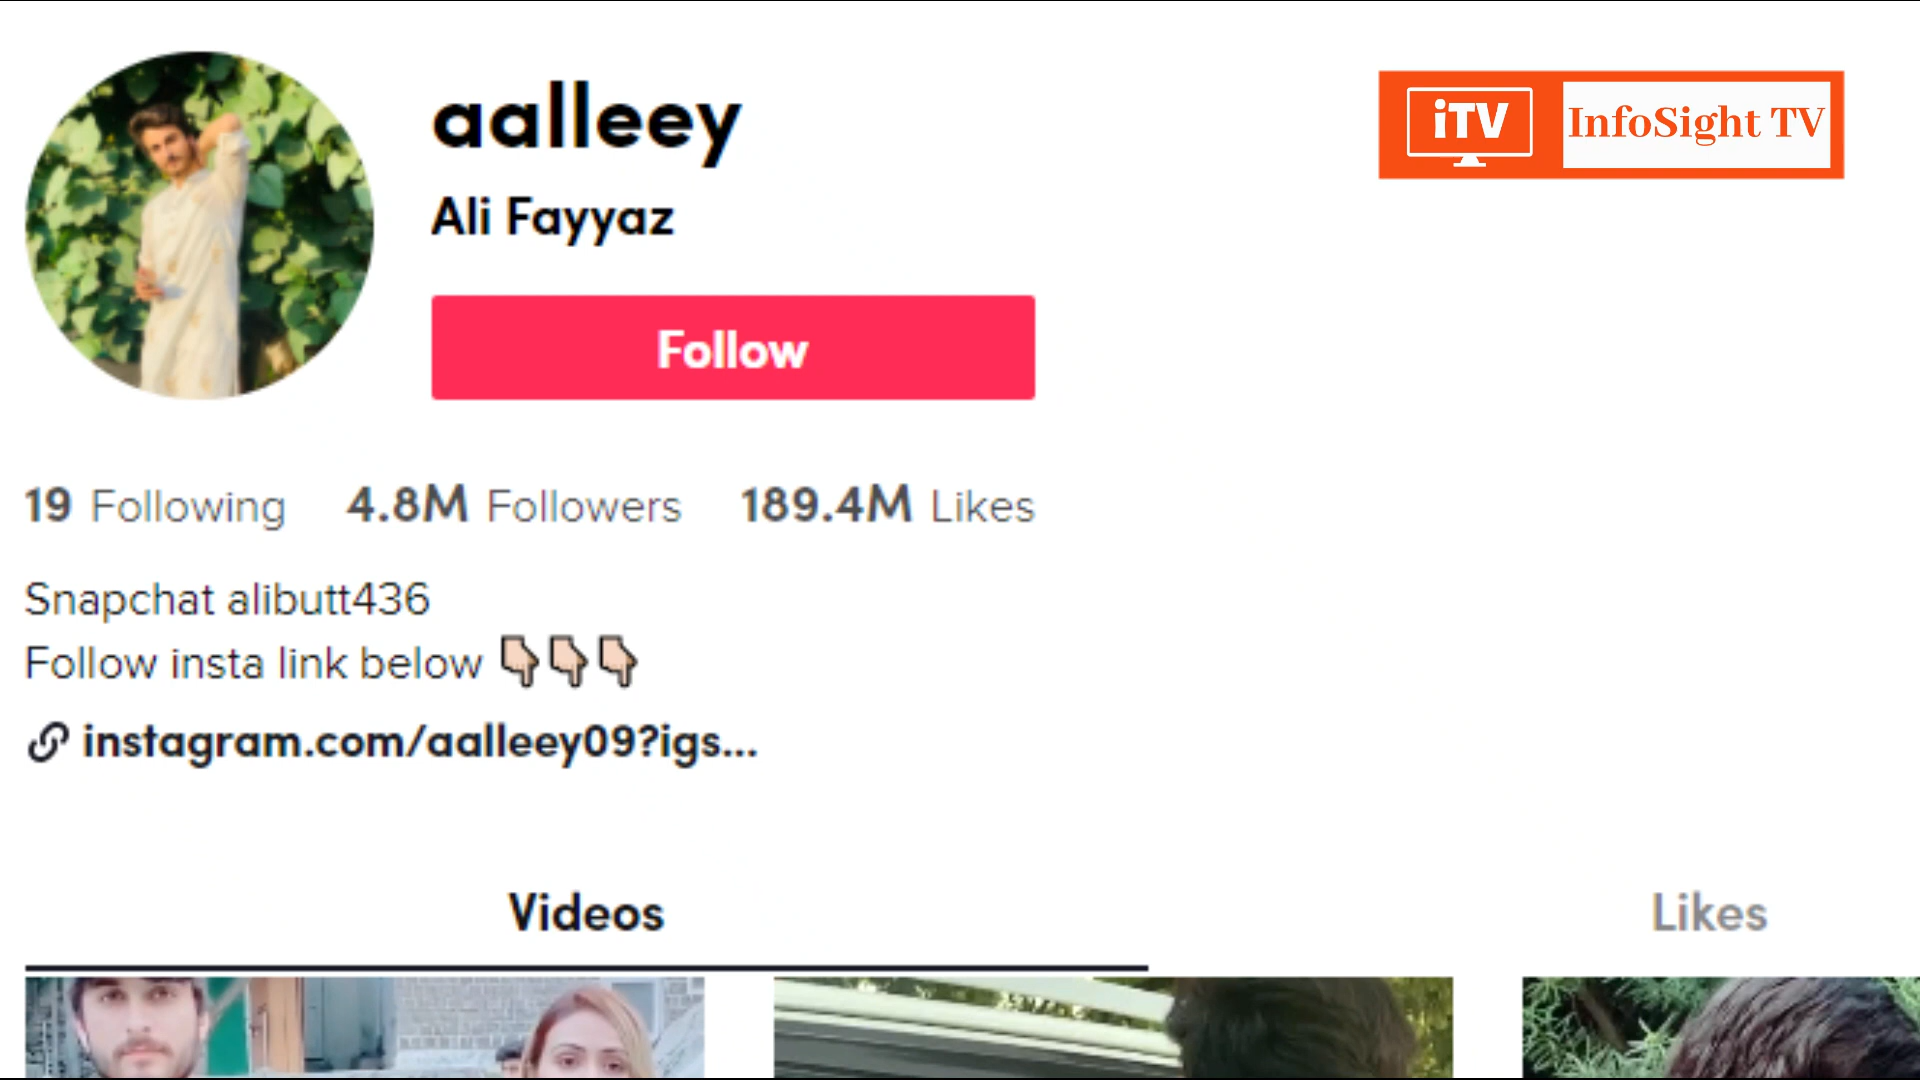 aalleey
Ali Fayyaz
iTV InfoSight TV
Follow
19 Following 4.8M Followers 189.4M Likes
Snapchat alibutt436
Follow insta link below 👇🏻👇🏻👇🏻
instagram.com/aalleey09?igs...
Videos Likes